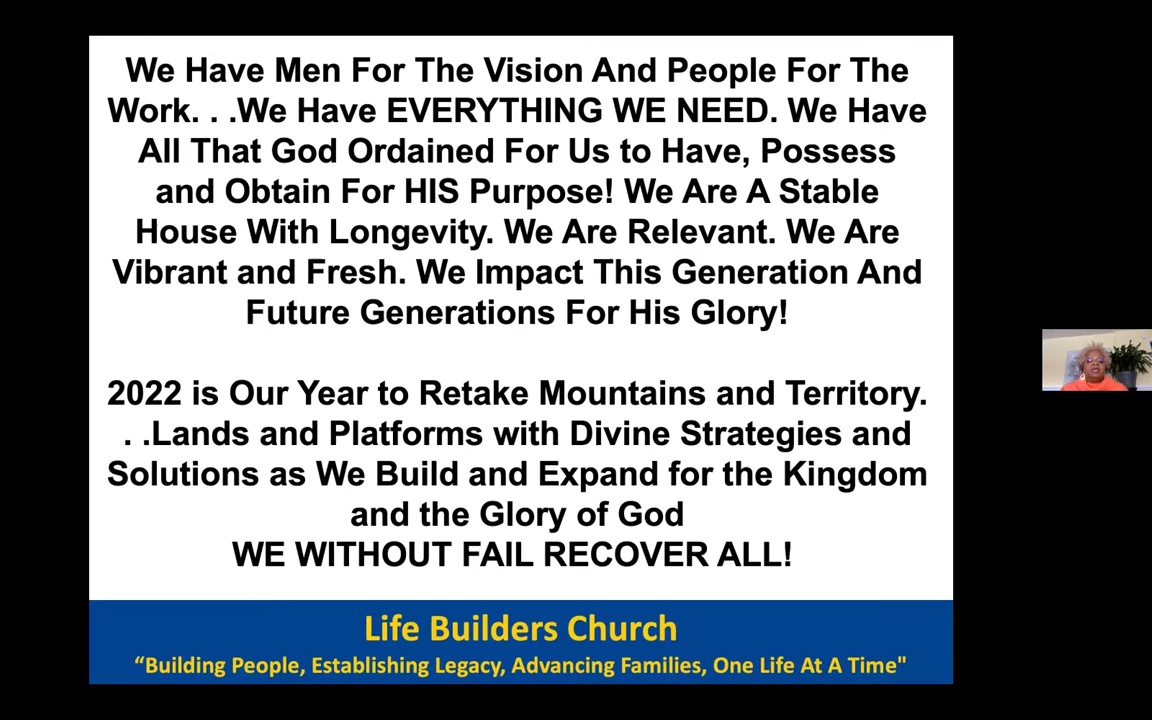 We Have Men For The Vision And People For The
Work. . .We Have EVERYTHING WE NEED. We Have
All That God Ordained For Us to Have, Possess
and Obtain For HIS Purpose! We Are A Stable
House With Longevity. We Are Relevant. We Are
Vibrant and Fresh. We Impact This Generation And
Future Generations For His Glory!
2022 is Our Year to Retake Mountains and Territory.
. .Lands and Platforms with Divine Strategies and
Solutions as We Build and Expand for the Kingdom
and the Glory of God
WE WITHOUT FAIL RECOVER ALL!
Life Builders Church
“Building People, Establishing Legacy, Advancing Families, One Life At A Time"